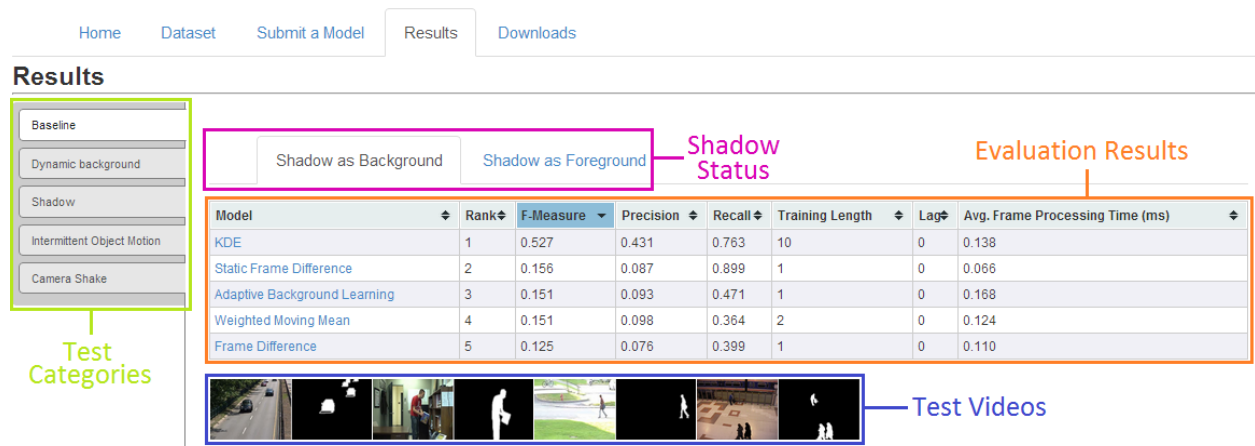 Home Dataset Submit a Model Results Downloads
Results
Baseline
Dynamic background
Shadow
Intermittent Object Motion
Camera Shake
Test
Categories
Shadow as Background Shadow as Foreground
Shadow
Status
Evaluation Results
Model Rank F-Measure Precision Recall Training Length Lag Avg. Frame Processing Time (ms)
KDE 1 0.527 0.431 0.763 10 0 0.138
Static Frame Difference 2 0.156 0.087 0.899 1 0 0.066
Adaptive Background Learning 3 0.151 0.093 0.471 1 0 0.168
Weighted Moving Mean 4 0.151 0.098 0.364 2 0 0.124
Frame Difference 5 0.125 0.076 0.399 1 0 0.110
Test Videos